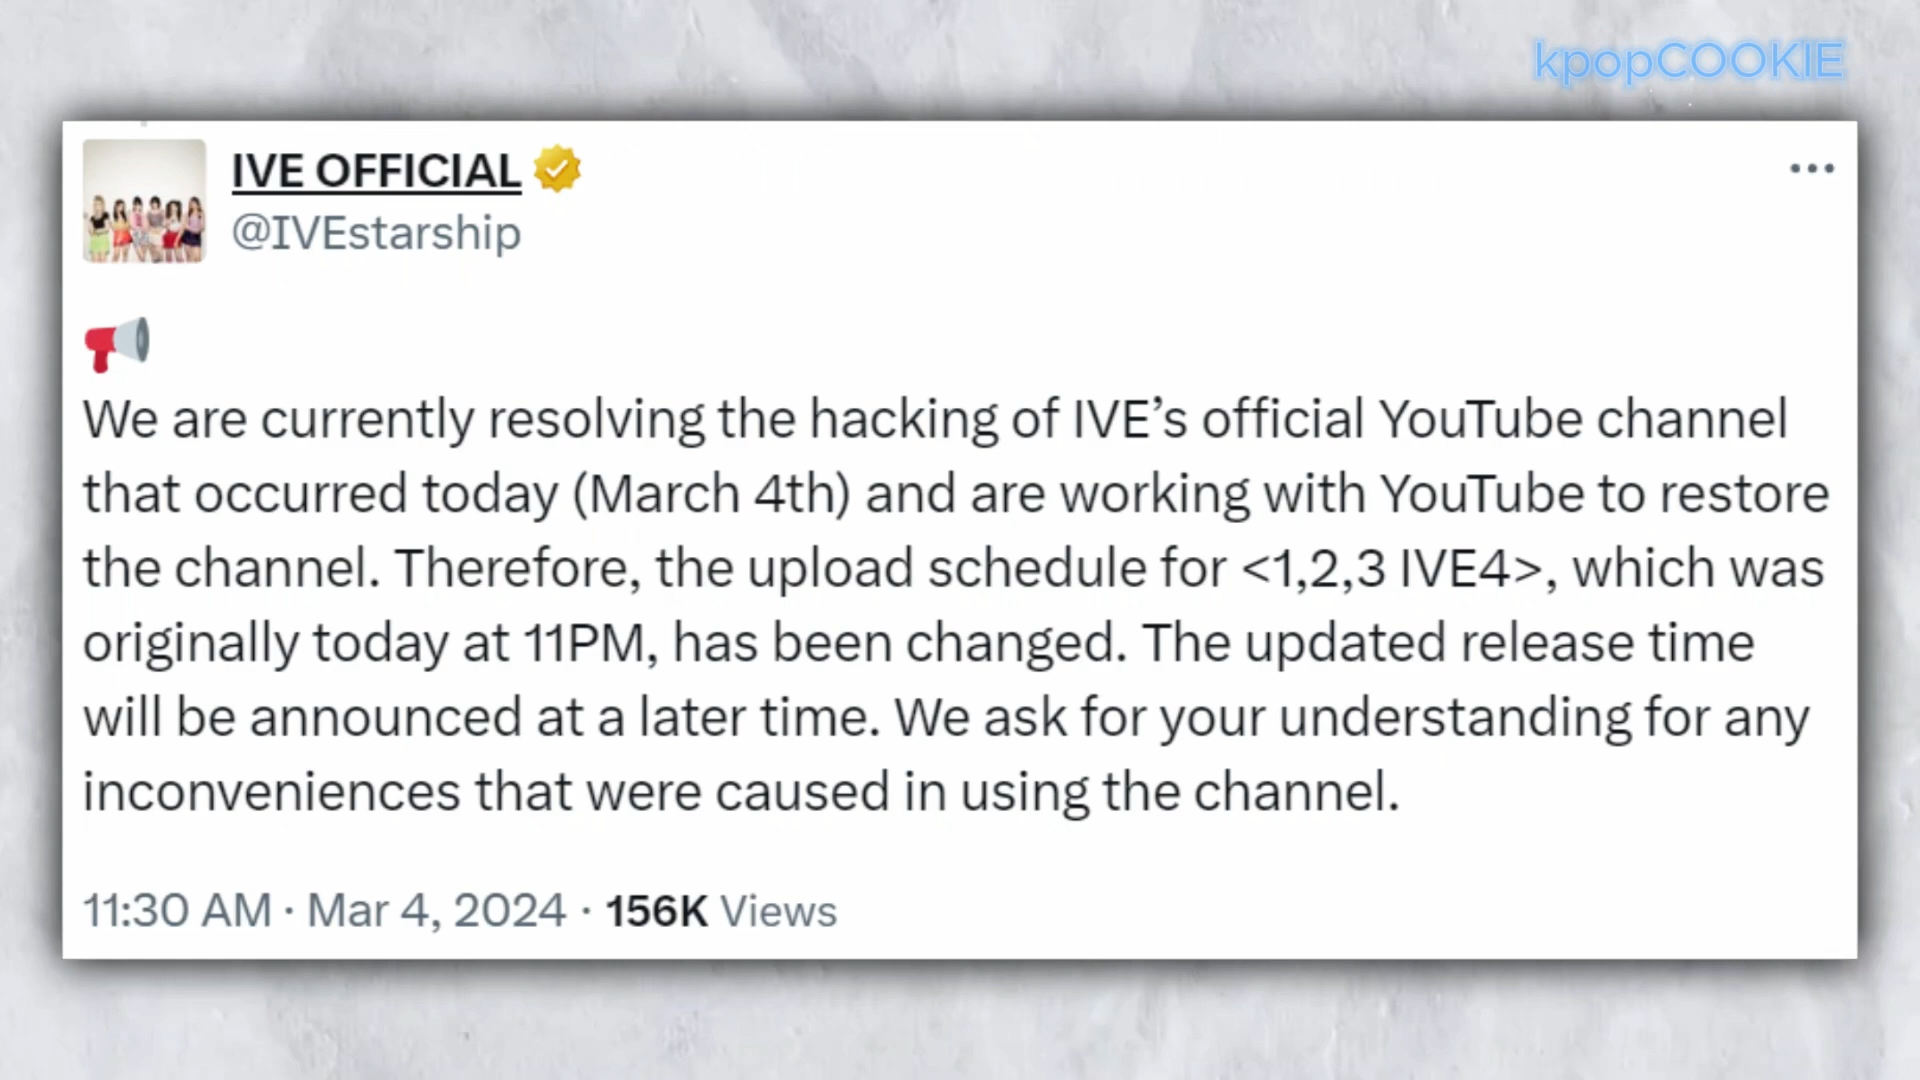 kpopCOOKIE
IVE OFFICIAL
@IVEstarship
We are currently resolving the hacking of IVE’s official YouTube channel
that occurred today (March 4th) and are working with YouTube to restore
the channel. Therefore, the upload schedule for <1,2,3 IVE4>, which was
originally today at 11PM, has been changed. The updated release time
will be announced at a later time. We ask for your understanding for any
inconveniences that were caused in using the channel.
11:30 AM · Mar 4, 2024 · 156K Views